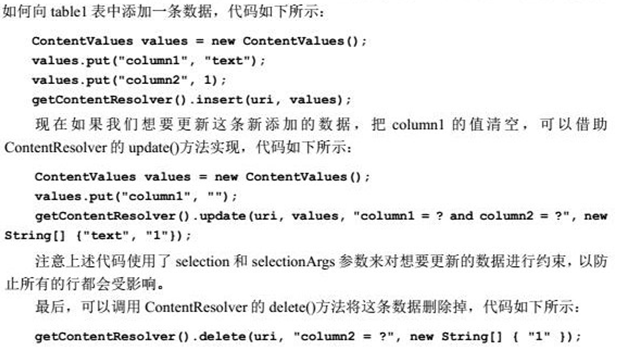 如何向 table1 表中添加一条数据，代码如下所示：
ContentValues values = new ContentValues();
values.put("column1", "text");
values.put("column2", 1);
getContentResolver().insert(uri, values);
现在如果我们想要更新这条新添加的数据，把 column1 的值清空，可以借助
ContentResolver 的 update()方法实现，代码如下所示：
ContentValues values = new ContentValues();
values.put("column1", "");
getContentResolver().update(uri, values, "column1 = ? and column2 = ?", new
String[] {"text", "1"});
注意上述代码使用了 selection 和 selectionArgs 参数来对想要更新的数据进行约束，以防
止所有的行都会受影响。
最后，可以调用 ContentResolver 的 delete()方法将这条数据删除掉，代码如下所示：
getContentResolver().delete(uri, "column2 = ?", new String[] { "1" });